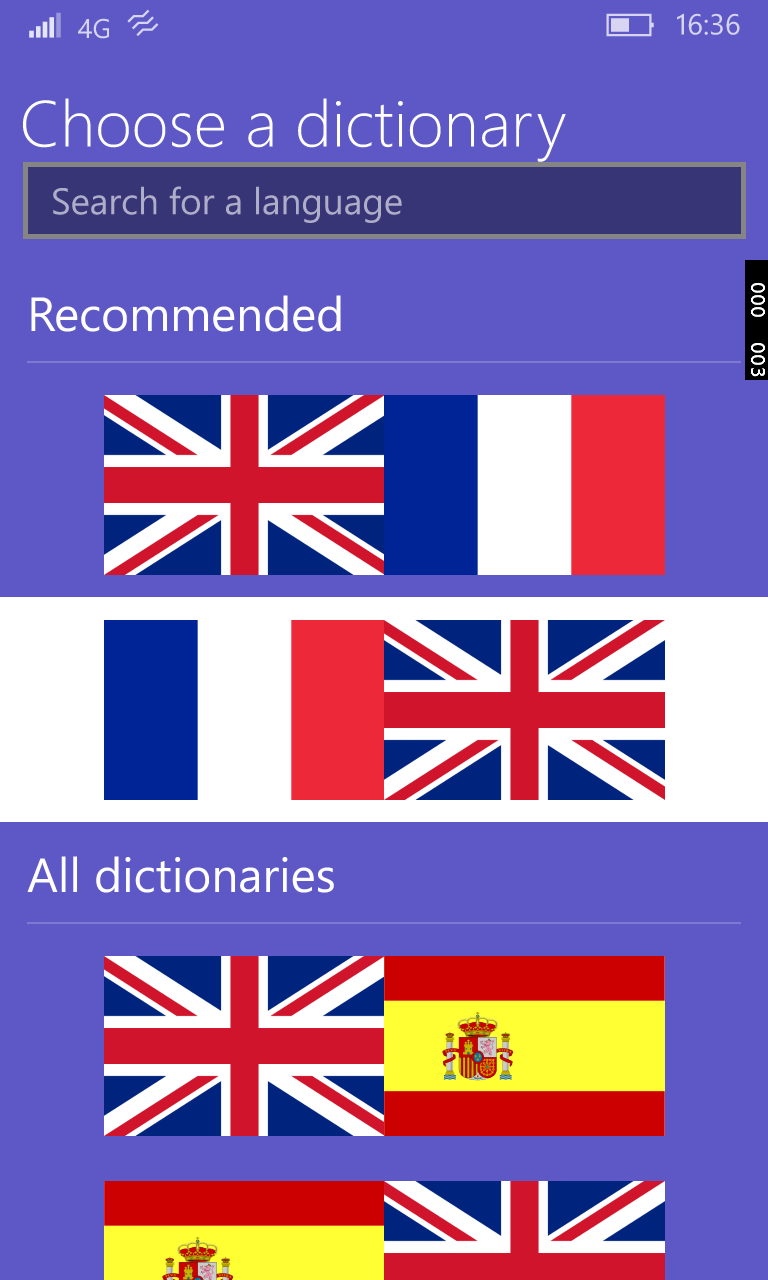 4G 16:36
Choose a dictionary
Search for a language
000 003
Recommended
All dictionaries